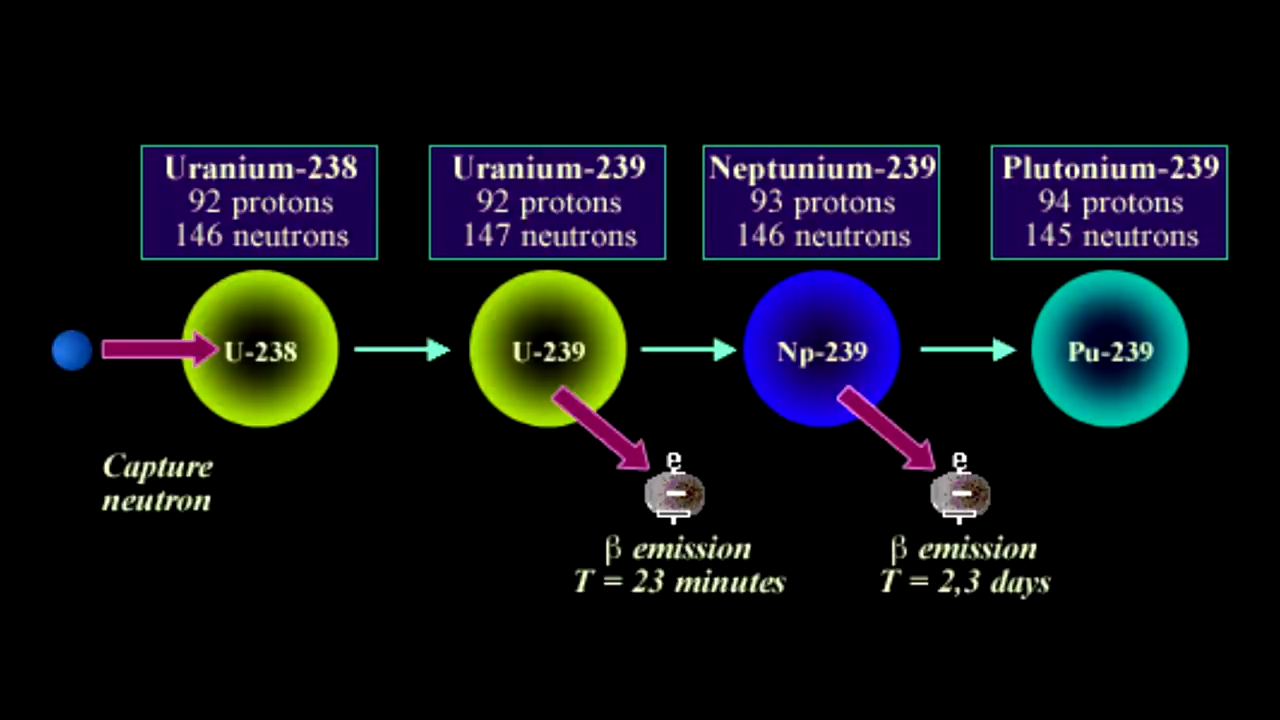 Uranium-238
92 protons
146 neutrons
Uranium-239
92 protons
147 neutrons
Neptunium-239
93 protons
146 neutrons
Plutonium-239
94 protons
145 neutrons
U-238
U-239
Np-239
Pu-239
Capture
neutron
e
-
β emission
T = 23 minutes
e
-
β emission
T = 2,3 days